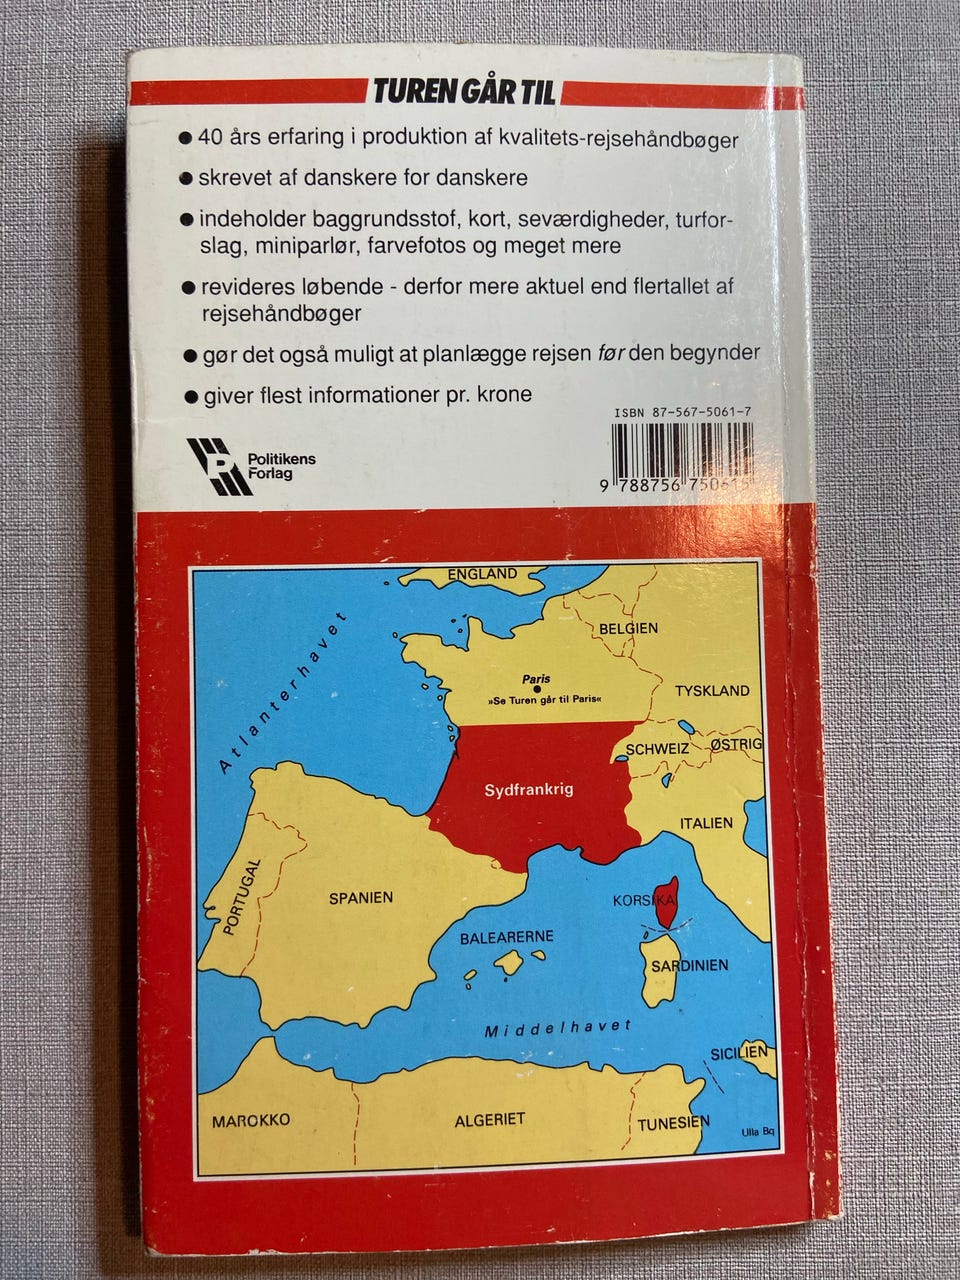 TUREN GÅR TIL
● 40 års erfaring i produktion af kvalitets-rejsehåndbøger
● skrevet af danskere for danskere
● indeholder baggrundsstof, kort, seværdigheder, turfor-
slag, miniparlør, farvefotos og meget mere
● revideres løbende - derfor mere aktuel end flertallet af
rejsehåndbøger
● gør det også muligt at planlægge rejsen før den begynder
● giver flest informationer pr. krone
ISBN 87-567-5061-7
9 788756 750615
P
Politikens
Forlag
ENGLAND
Atlanterhavet
BELGIEN
Paris
»Se Turen går til Paris«
TYSKLAND
SCHWEIZ
ØSTRIG
Sydfrankrig
ITALIEN
PORTUGAL
SPANIEN
KORSIKA
BALEARERNE
SARDINIEN
Middelhavet
SICILIEN
MAROKKO
ALGERIET
TUNESIEN
Ulla Bq